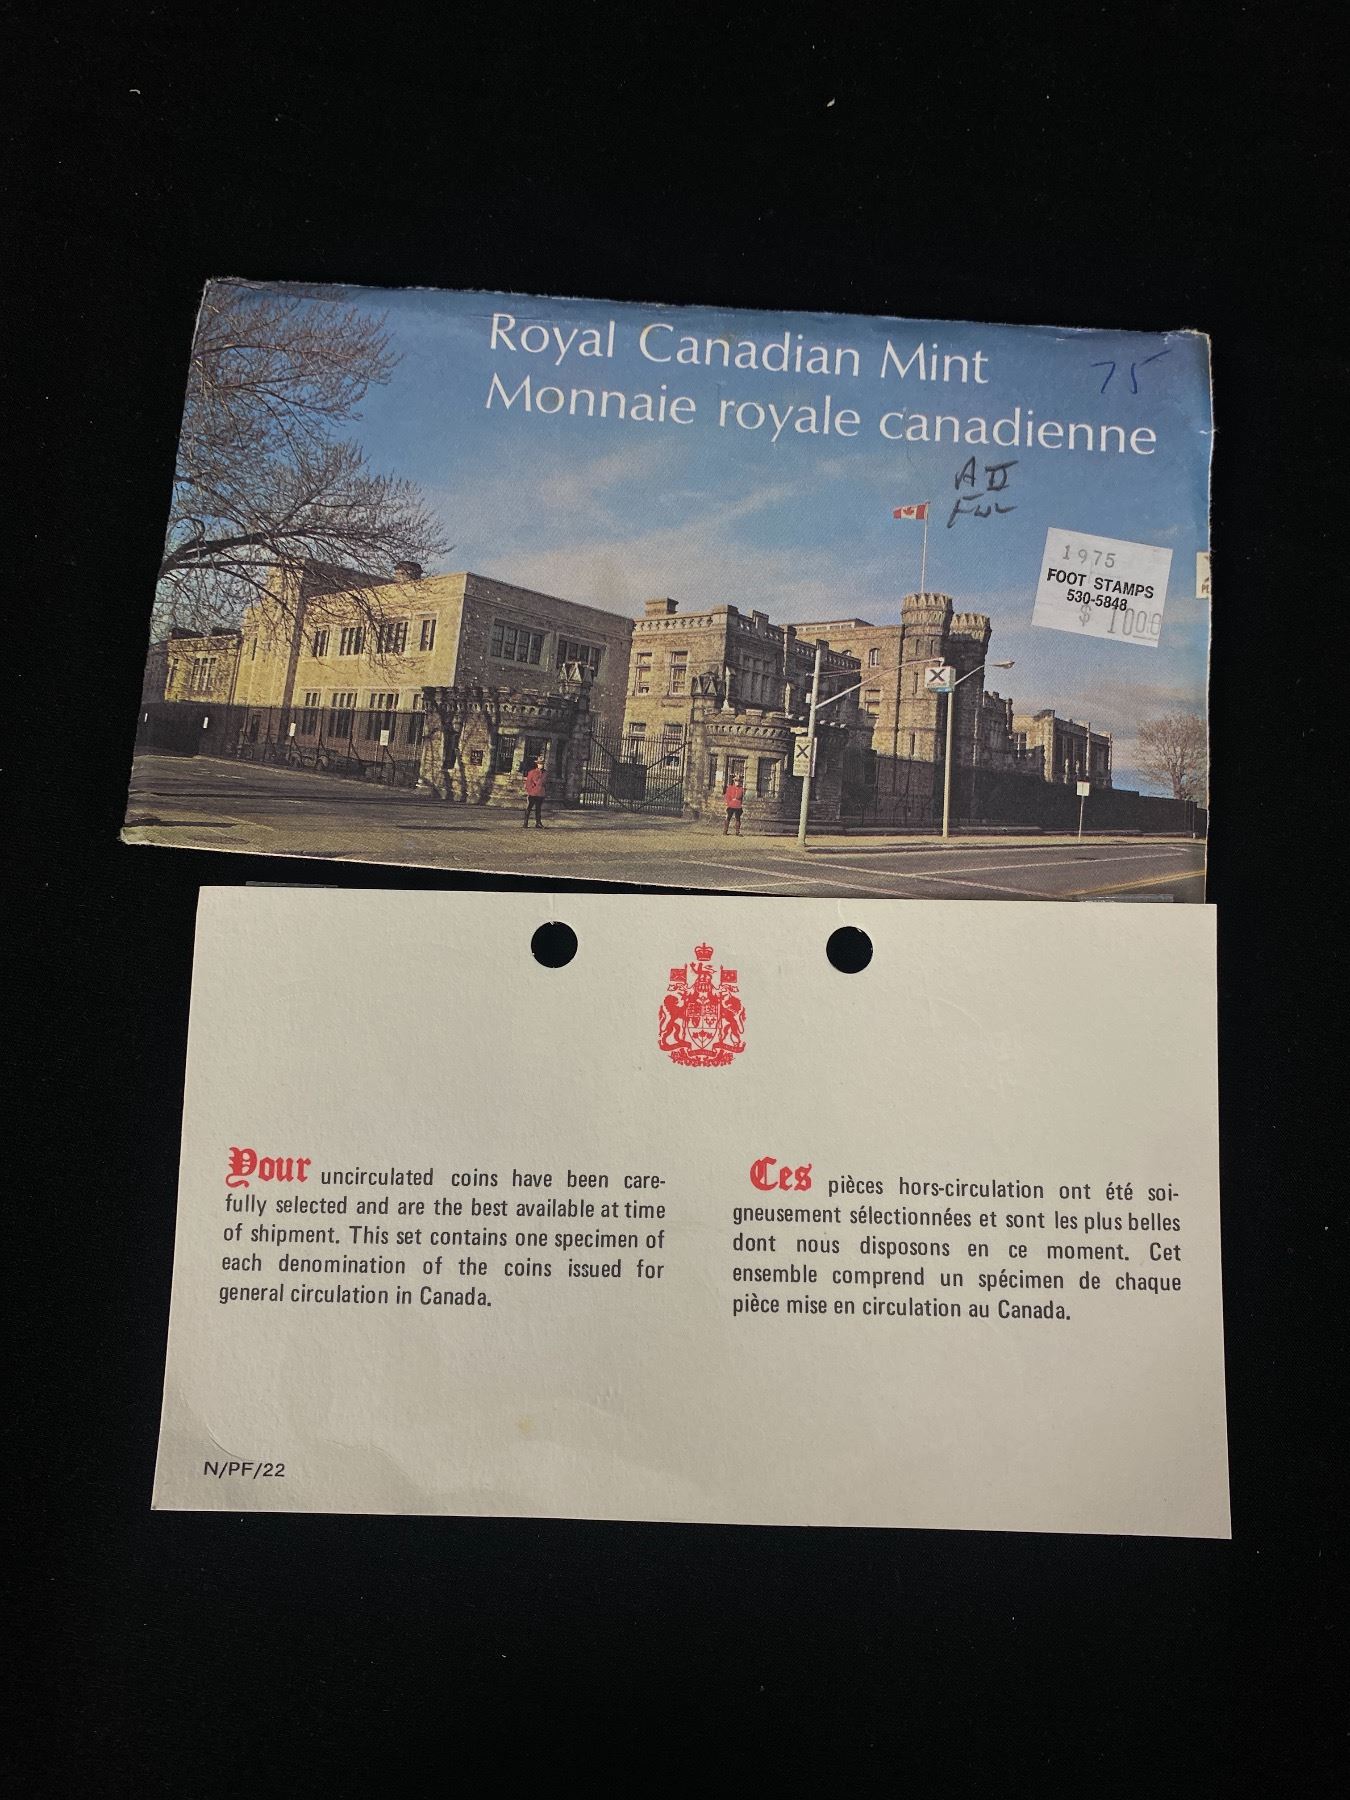 Royal Canadian Mint
Monnaie royale canadienne
75
A II
1975
FOOT STAMPS
530-5848
$
Your uncirculated coins have been care-
fully selected and are the best available at time
of shipment. This set contains one specimen of
each denomination of the coins issued for
general circulation in Canada.
Ces pièces hors-circulation ont été soi-
gneusement sélectionnées et sont les plus belles
dont nous disposons en ce moment. Cet
ensemble comprend un spécimen de chaque
pièce mise en circulation au Canada.
N/PF/22